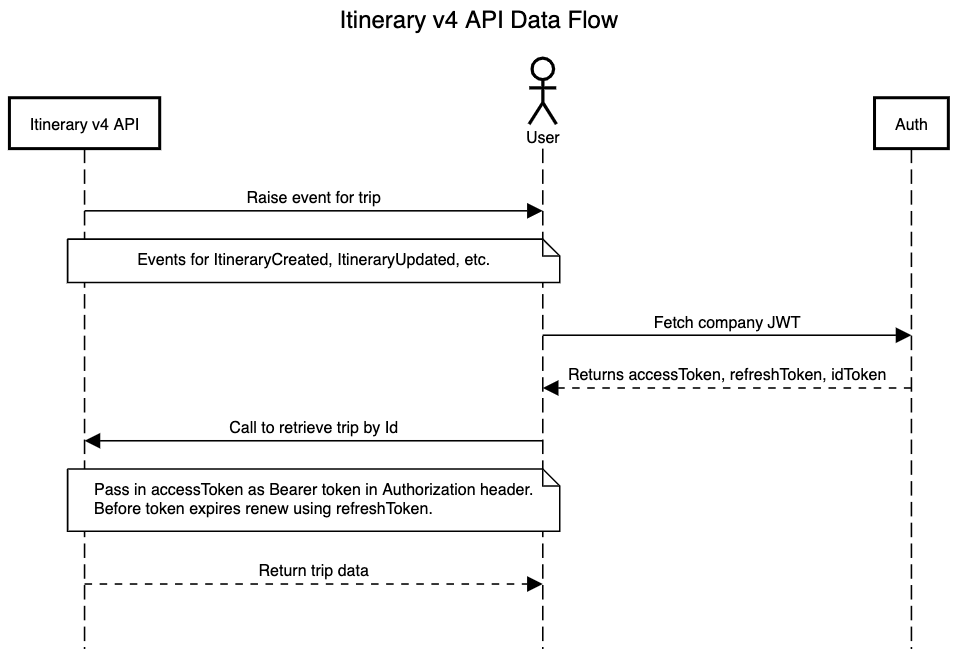 Itinerary v4 API Data Flow
Itinerary v4 API
User
Auth
Raise event for trip
Events for ItineraryCreated, ItineraryUpdated, etc.
Fetch company JWT
Returns accessToken, refreshToken, idToken
Call to retrieve trip by Id
Pass in accessToken as Bearer token in Authorization header.
Before token expires renew using refreshToken.
Return trip data